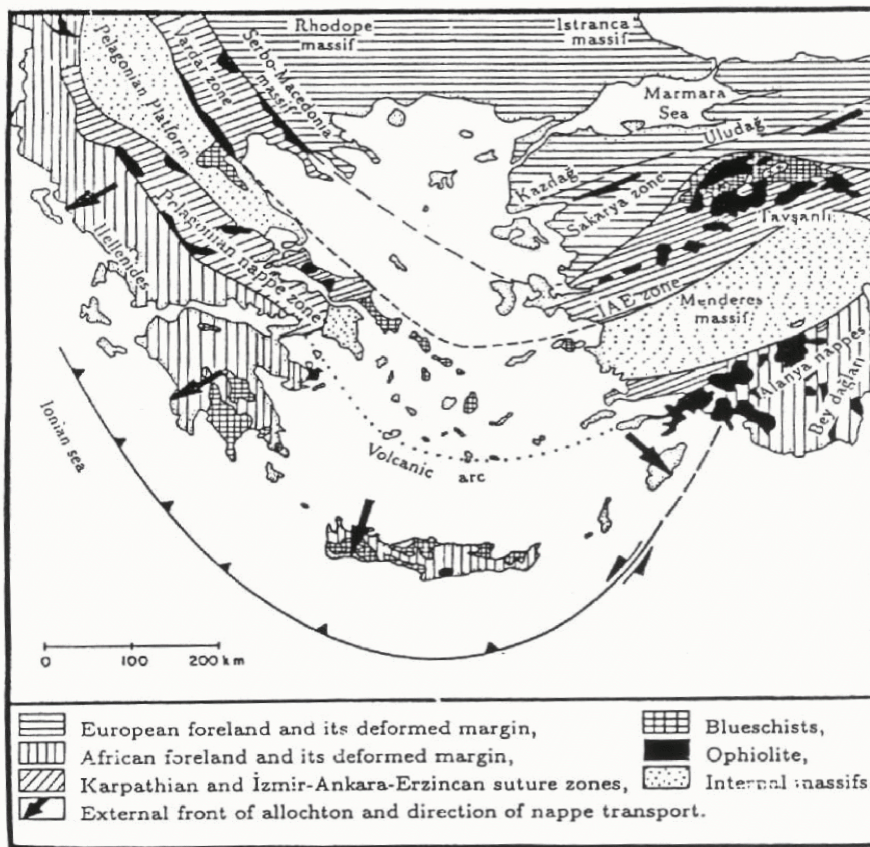 Rhodope
massif
Istranca
massif
Pelagonian Platform
Vardar zone
Serbo-Macedonia
massif
Marmara
Sea
Uludağ
Kazdağ
Sakarya zone
Tavşanlı
Pelagonian nappe zone
Hellenides
IAE zone
Menderes
massif
Alanya nappes
Bey dağları
Ionian sea
Volcanic arc
0 100 200 km
European foreland and its deformed margin,
African foreland and its deformed margin,
Karpathian and İzmir-Ankara-Erzincan suture zones,
External front of allochton and direction of nappe transport.
Blueschists,
Ophiolite,
Internal massifs